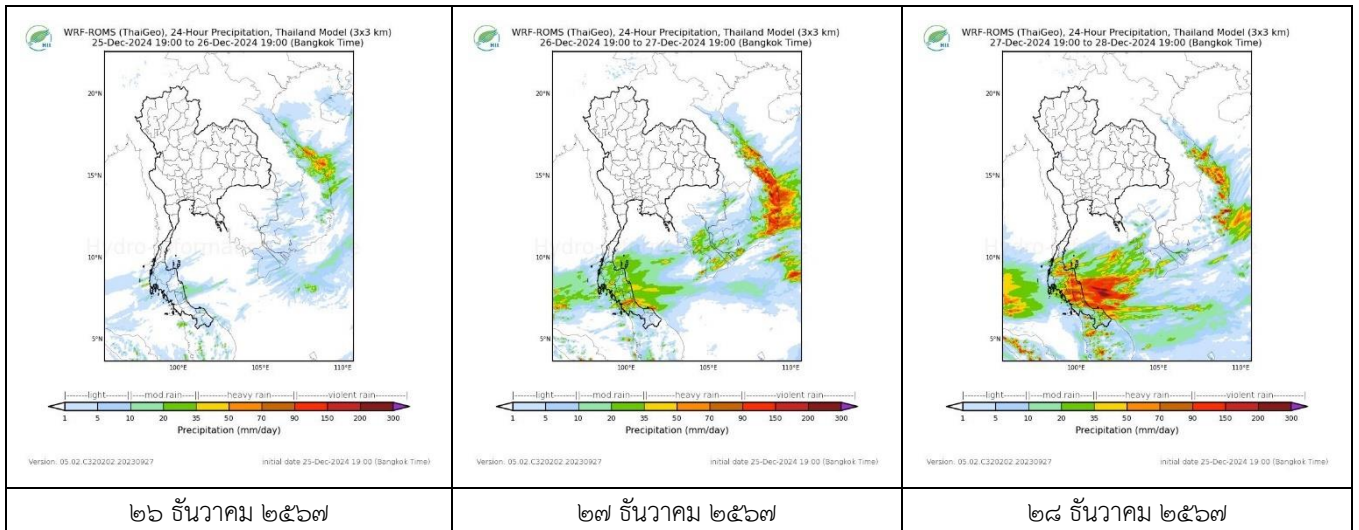 HII
WRF-ROMS (ThaiGeo), 24-Hour Precipitation, Thailand Model (3x3 km)
25-Dec-2024 19:00 to 26-Dec-2024 19:00 (Bangkok Time)
20°N
15°N
10°N
5°N
100°E 105°E 110°E
light mod rain heavy rain violent rain
1 5 10 20 35 50 70 90 150 200 300
Precipitation (mm/day)
Version: 05.02.C320202.20230927 initial date 25-Dec-2024 19:00 (Bangkok Time)
๒๖ ธันวาคม ๒๕๖๗
HII
WRF-ROMS (ThaiGeo), 24-Hour Precipitation, Thailand Model (3x3 km)
26-Dec-2024 19:00 to 27-Dec-2024 19:00 (Bangkok Time)
20°N
15°N
10°N
5°N
100°E 105°E 110°E
light mod rain heavy rain violent rain
1 5 10 20 35 50 70 90 150 200 300
Precipitation (mm/day)
Version: 05.02.C320202.20230927 initial date 25-Dec-2024 19:00 (Bangkok Time)
๒๗ ธันวาคม ๒๕๖๗
HII
WRF-ROMS (ThaiGeo), 24-Hour Precipitation, Thailand Model (3x3 km)
27-Dec-2024 19:00 to 28-Dec-2024 19:00 (Bangkok Time)
20°N
15°N
10°N
5°N
100°E 105°E 110°E
light mod rain heavy rain violent rain
1 5 10 20 35 50 70 90 150 200 300
Precipitation (mm/day)
Version: 05.02.C320202.20230927 initial date 25-Dec-2024 19:00 (Bangkok Time)
๒๘ ธันวาคม ๒๕๖๗